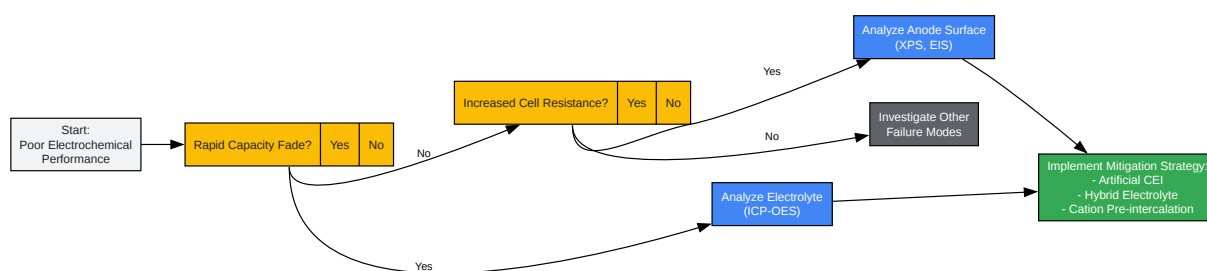 Start:
Poor Electrochemical
Performance
Rapid Capacity Fade?
Yes
No
No
Yes
Increased Cell Resistance?
Yes
No
Yes
No
Analyze Anode Surface
(XPS, EIS)
Investigate Other
Failure Modes
Analyze Electrolyte
(ICP-OES)
Implement Mitigation Strategy:
- Artificial CEI
- Hybrid Electrolyte
- Cation Pre-intercalation